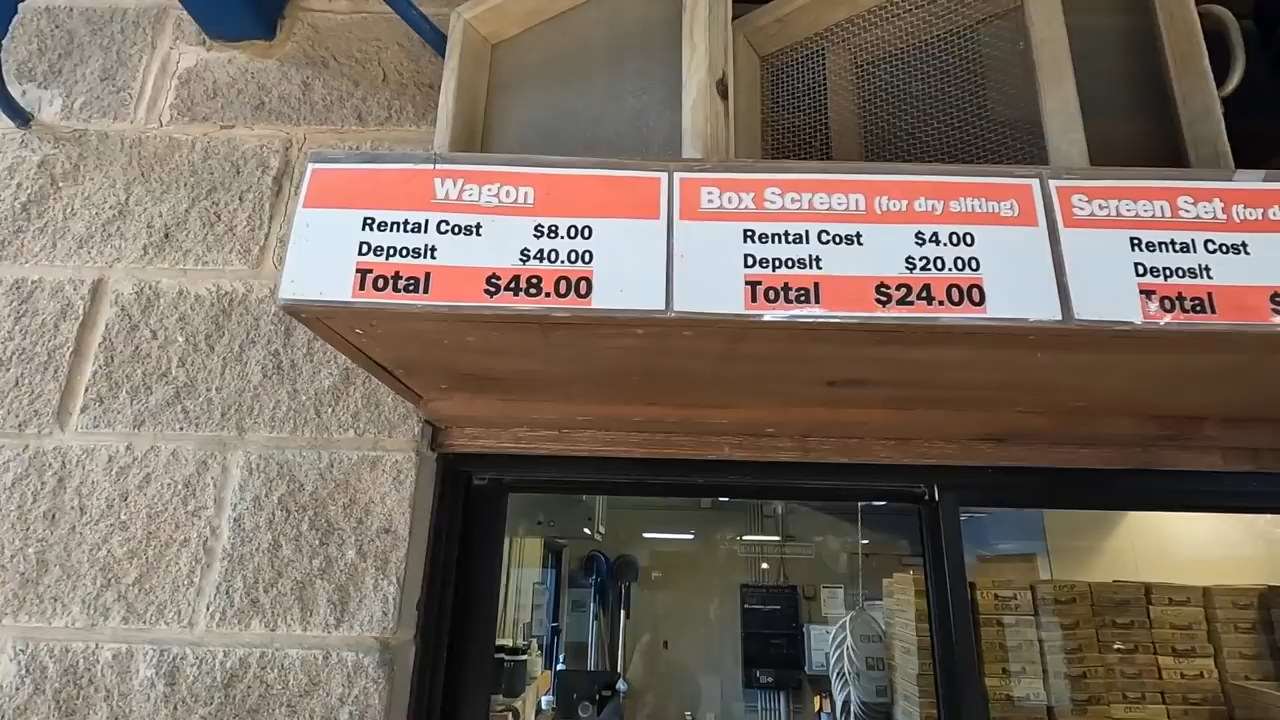 Wagon
Rental Cost $8.00
Deposit $40.00
Total $48.00
Box Screen (for dry sifting)
Rental Cost $4.00
Deposit $20.00
Total $24.00
Screen Set (for d
Rental Cost
Deposit
Total $